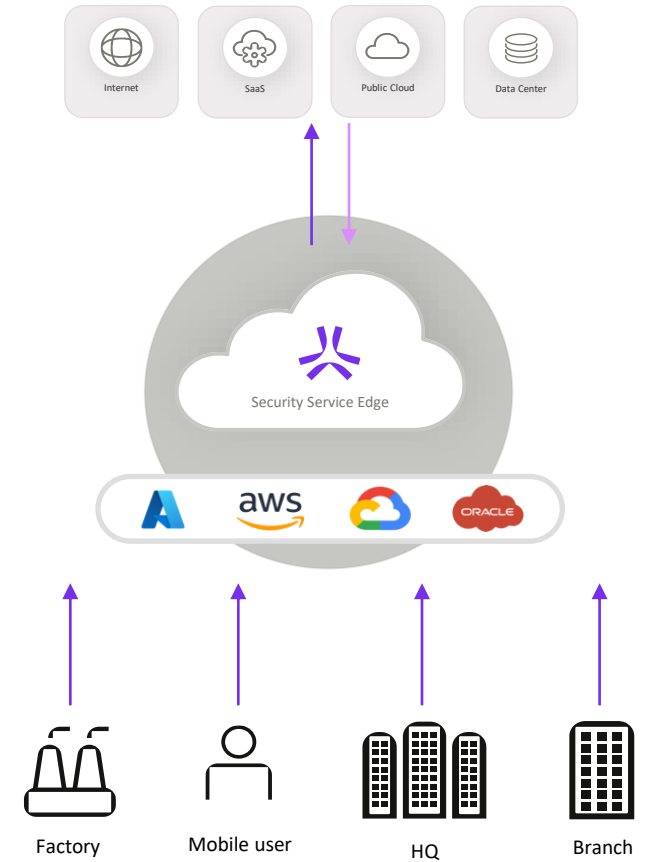 Internet
SaaS
Public Cloud
Data Center
Security Service Edge
aws
ORACLE
Factory
Mobile user
HQ
Branch